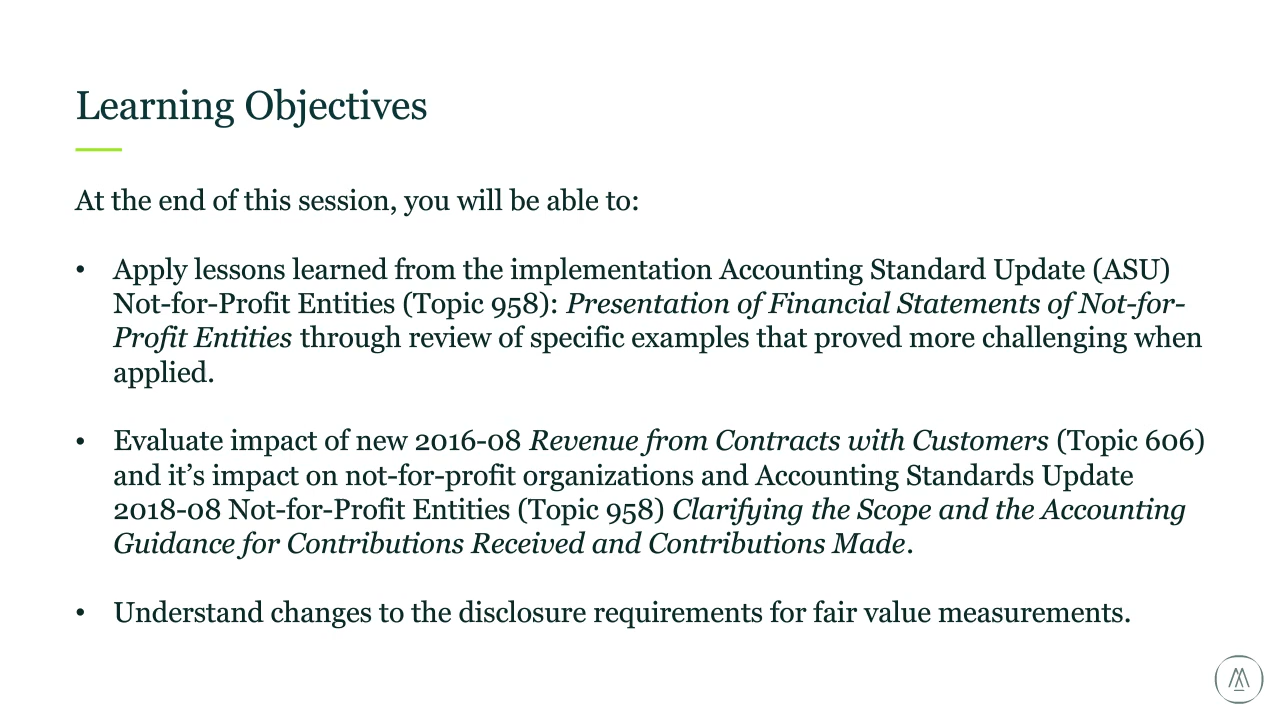 Learning Objectives
At the end of this session, you will be able to:
• Apply lessons learned from the implementation Accounting Standard Update (ASU)
Not-for-Profit Entities (Topic 958): Presentation of Financial Statements of Not-for-
Profit Entities through review of specific examples that proved more challenging when
applied.
• Evaluate impact of new 2016-08 Revenue from Contracts with Customers (Topic 606)
and it’s impact on not-for-profit organizations and Accounting Standards Update
2018-08 Not-for-Profit Entities (Topic 958) Clarifying the Scope and the Accounting
Guidance for Contributions Received and Contributions Made.
• Understand changes to the disclosure requirements for fair value measurements.